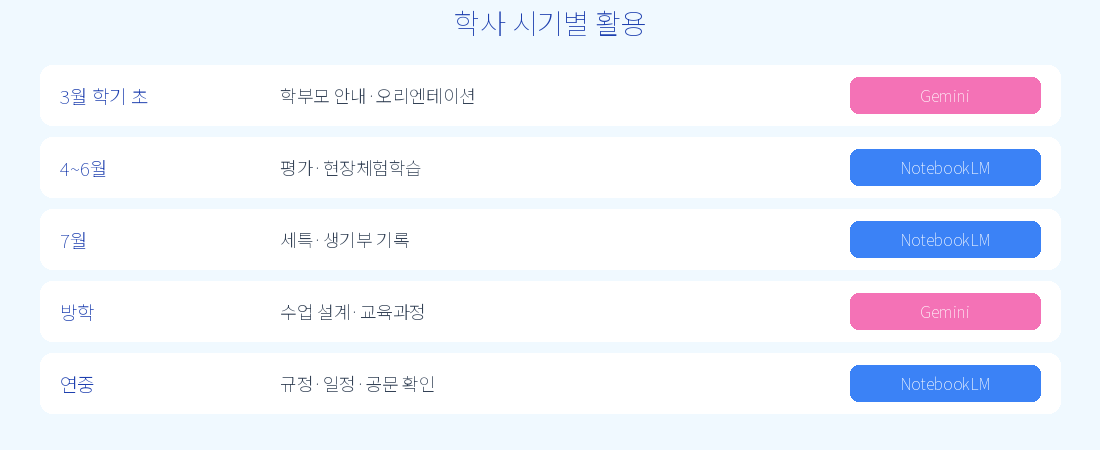 학사 시기별 활용
3월 학기 초 학부모 안내·오리엔테이션 Gemini
4~6월 평가·현장체험학습 NotebookLM
7월 세특·생기부 기록 NotebookLM
방학 수업 설계·교육과정 Gemini
연중 규정·일정·공문 확인 NotebookLM